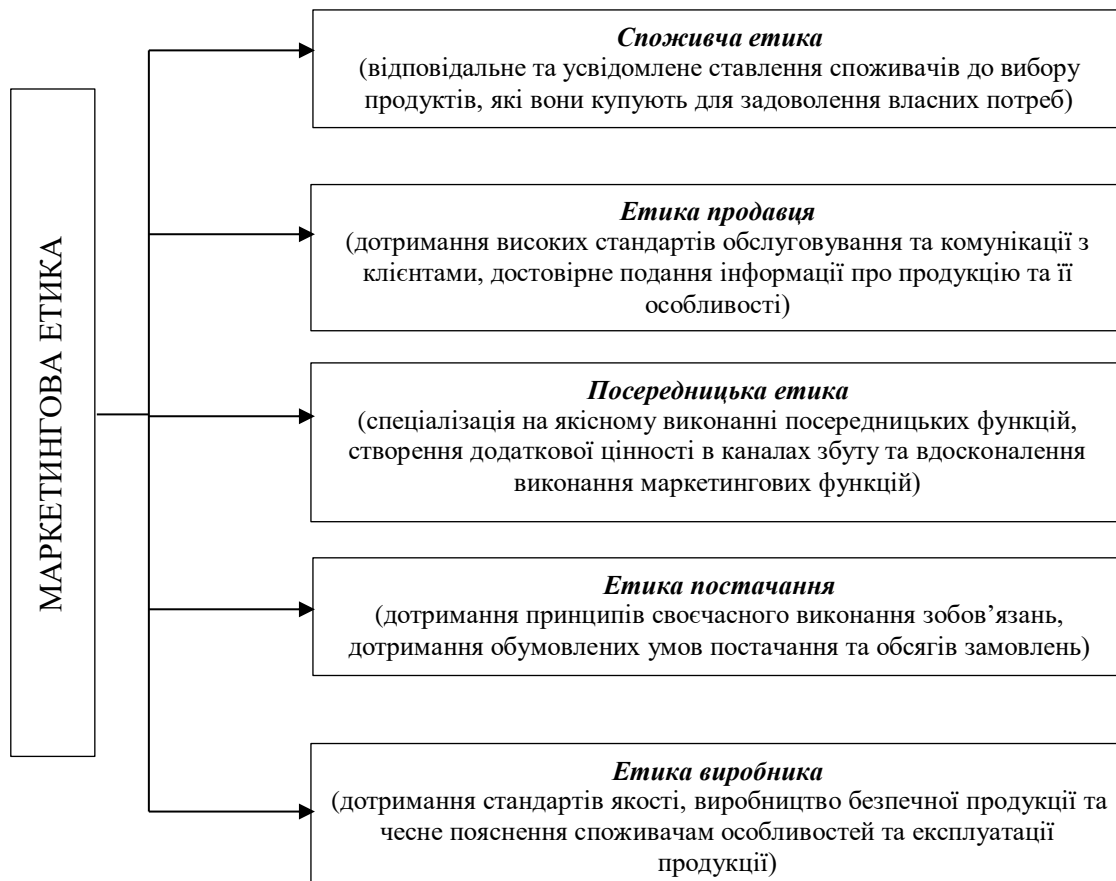 МАРКЕТИНГОВА ЕТИКА
Споживча етика
(відповідальне та усвідомлене ставлення споживачів до вибору
продуктів, які вони купують для задоволення власних потреб)
Етика продавця
(дотримання високих стандартів обслуговування та комунікації з
клієнтами, достовірне подання інформації про продукцію та її
особливості)
Посередницька етика
(спеціалізація на якісному виконанні посередницьких функцій,
створення додаткової цінності в каналах збуту та вдосконалення
виконання маркетингових функцій)
Етика постачання
(дотримання принципів своєчасного виконання зобов’язань,
дотримання обумовлених умов постачання та обсягів замовлень)
Етика виробника
(дотримання стандартів якості, виробництво безпечної продукції та
чесне пояснення споживачам особливостей та експлуатації
продукції)